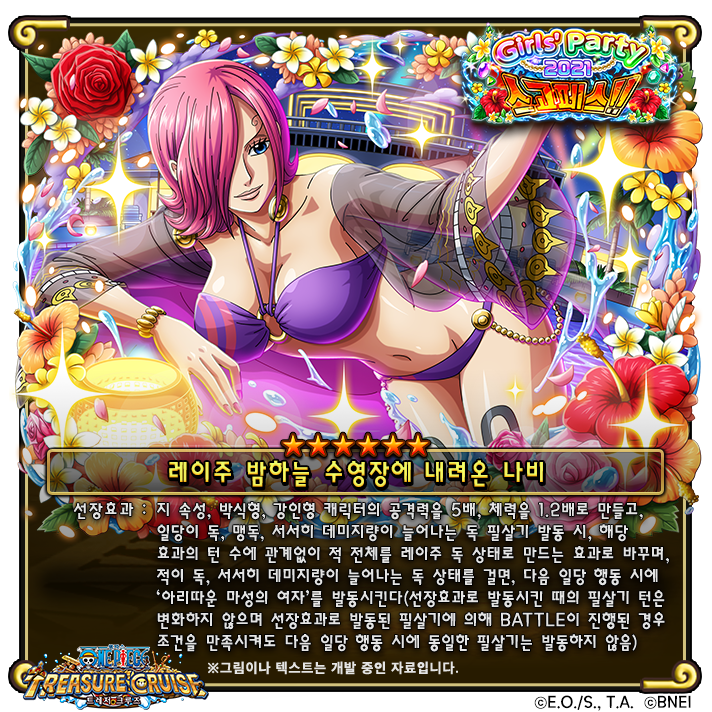 Girls' Party
2021
스고페스!!
레이주 밤하늘 수영장에 내려온 나비
선장효과 : 지 속성, 박식형, 강인형 캐릭터의 공격력을 5배, 체력을 1.2배로 만들고,
일당이 독, 맹독, 서서히 데미지량이 늘어나는 독 필살기 발동 시, 해당
효과의 턴 수에 관계없이 적 전체를 레이주 독 상태로 만드는 효과로 바꾸며,
적이 독, 서서히 데미지량이 늘어나는 독 상태를 걸면, 다음 일당 행동 시에
‘아리따운 마성의 여자’를 발동시킨다(선장효과로 발동시킨 때의 필살기 턴은
변화하지 않으며 선장효과로 발동된 필살기에 의해 BATTLE이 진행된 경우
조건을 만족시켜도 다음 일당 행동 시에 동일한 필살기는 발동하지 않음)
※그림이나 텍스트는 개발 중인 자료입니다.
ONE PIECE
TREASURE CRUISE
트레저 크루즈
©E.O./S., T.A. ©BNEI